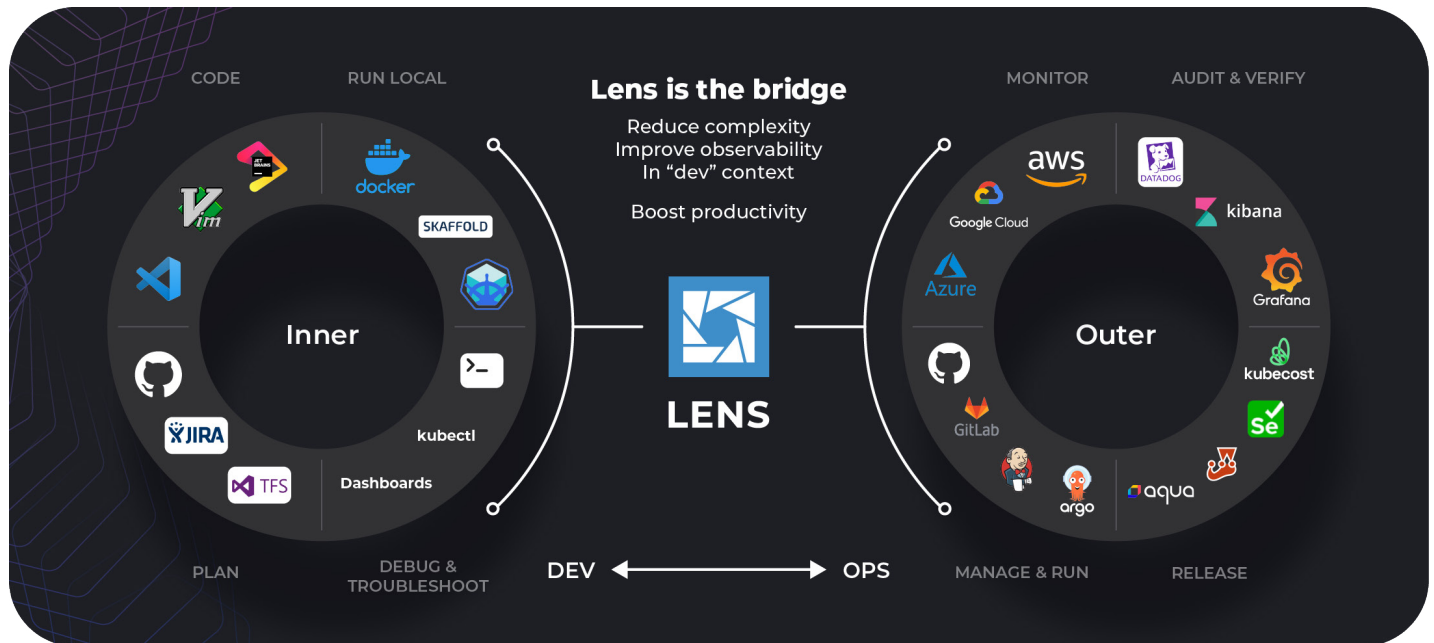 CODE
RUN LOCAL
Lens is the bridge
Reduce complexity
Improve observability
In “dev” context
Boost productivity
MONITOR
AUDIT & VERIFY
JET
BRAINS
docker
Vim
SKAFFOLD
Inner
>_
JIRA
kubectl
TFS
Dashboards
LENS
aws
DATADOG
Google Cloud
kibana
Azure
Grafana
Outer
kubecost
GitLab
Se
argo
aqua
PLAN
DEBUG &
TROUBLESHOOT
DEV
OPS
MANAGE & RUN
RELEASE